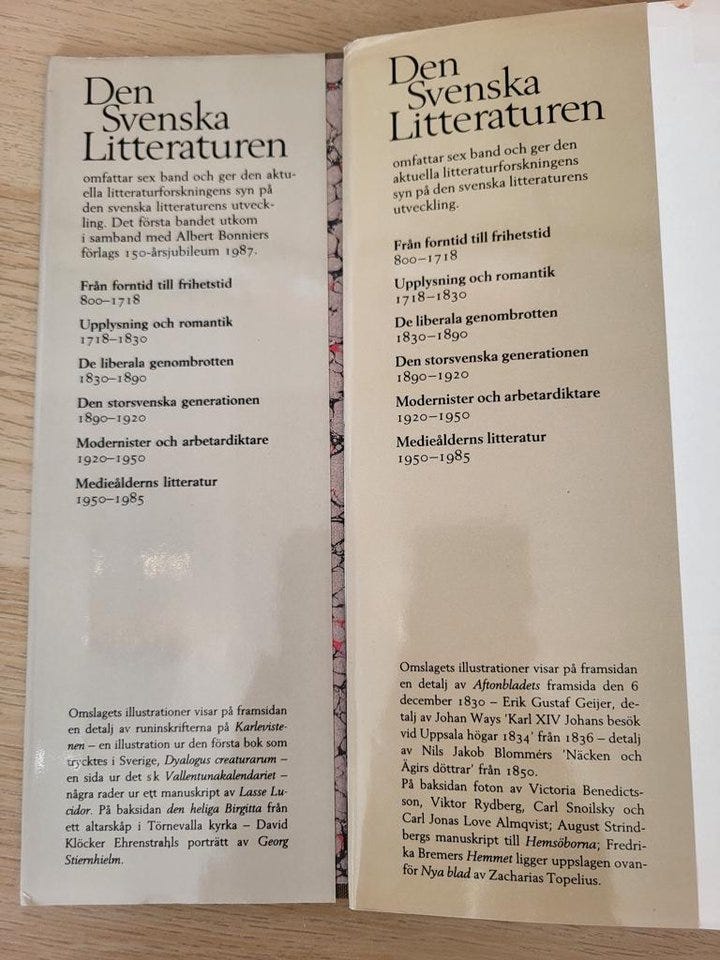 Den
Svenska
Litteraturen
omfattar sex band och ger den aktu-
ella litteraturforskningens syn på
den svenska litteraturens utveck-
ling. Det första bandet utkom
i samband med Albert Bonniers
förlags 150-årsjubileum 1987.
Från forntid till frihetstid
800–1718
Upplysning och romantik
1718–1830
De liberala genombrotten
1830–1890
Den storsvenska generationen
1890–1920
Modernister och arbetardiktare
1920–1950
Medieålderns litteratur
1950–1985
Omslagets illustrationer visar på framsidan
en detalj av runinskrifterna på Karleviste-
nen – en illustration ur den första bok som
trycktes i Sverige, Dyalogus creaturarum –
en sida ur det s k Vallentunakalendariet –
några rader ur ett manuskript av Lasse Lu-
cidor. På baksidan den heliga Birgitta från
ett altarskåp i Törnevalla kyrka – David
Klöcker Ehrenstrahls porträtt av Georg
Stiernhielm.
Den
Svenska
Litteraturen
omfattar sex band och ger den
aktuella litteraturforskningens
syn på den svenska litteraturens
utveckling.
Från forntid till frihetstid
800–1718
Upplysning och romantik
1718–1830
De liberala genombrotten
1830–1890
Den storsvenska generationen
1890–1920
Modernister och arbetardiktare
1920–1950
Medieålderns litteratur
1950–1985
Omslagets illustrationer visar på framsidan
en detalj av Aftonbladets framsida den 6
december 1830 – Erik Gustaf Geijer, de-
talj av Johan Ways 'Karl XIV Johans besök
vid Uppsala högar 1834' från 1836 – detalj
av Nils Jakob Blommérs 'Näcken och
Ägirs döttrar' från 1850.
På baksidan foton av Victoria Benedicts-
son, Viktor Rydberg, Carl Snoilsky och
Carl Jonas Love Almqvist; August Strind-
bergs manuskript till Hemsöborna; Fredri-
ka Bremers Hemmet ligger uppslagen ovan-
för Nya blad av Zacharias Topelius.